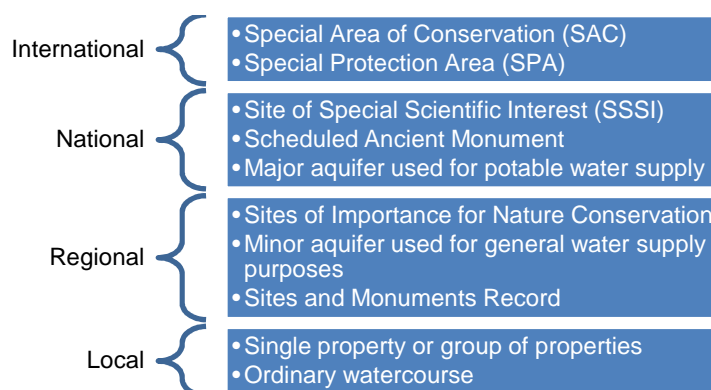 International
• Special Area of Conservation (SAC)
• Special Protection Area (SPA)
National
• Site of Special Scientific Interest (SSSI)
• Scheduled Ancient Monument
• Major aquifer used for potable water supply
Regional
• Sites of Importance for Nature Conservation
• Minor aquifer used for general water supply
purposes
• Sites and Monuments Record
Local
• Single property or group of properties
• Ordinary watercourse